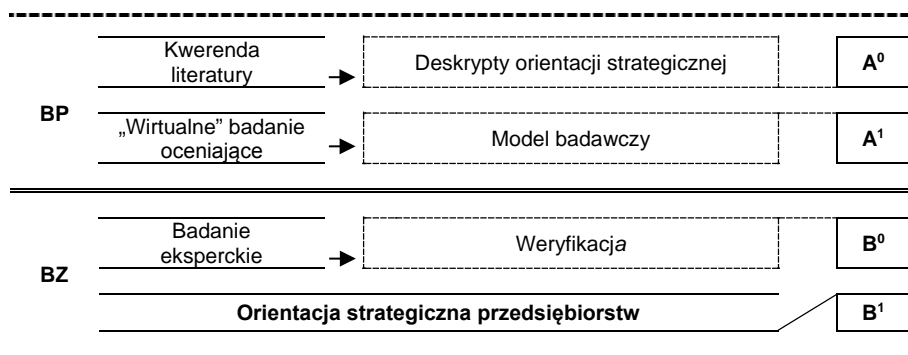 Kwerenda
literatury
Deskrypty orientacji strategicznej
A⁰
BP
„Wirtualne” badanie
oceniające
Model badawczy
A¹
Badanie
eksperckie
Weryfikacja
B⁰
BZ
Orientacja strategiczna przedsiębiorstw
B¹